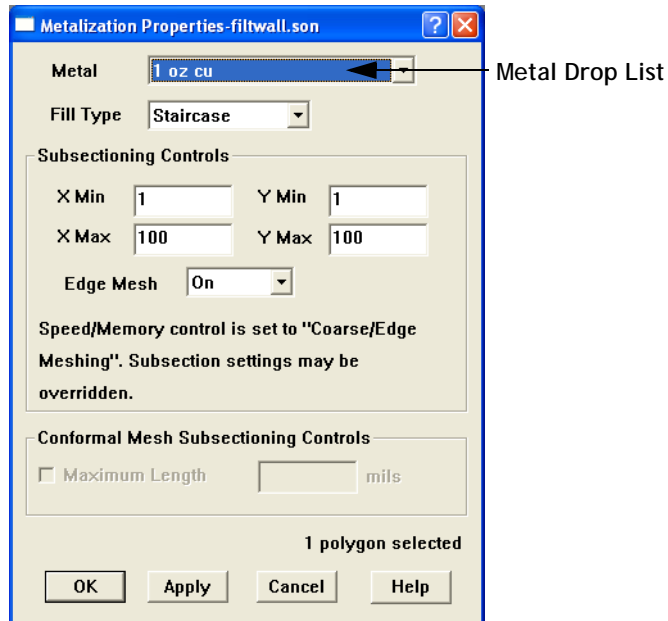 Metalization Properties-filtwall.son
Metal 1 oz cu
Metal Drop List
Fill Type Staircase
Subsectioning Controls
X Min 1 Y Min 1
X Max 100 Y Max 100
Edge Mesh On
Speed/Memory control is set to "Coarse/Edge
Meshing". Subsection settings may be
overridden.
Conformal Mesh Subsectioning Controls
Maximum Length mils
1 polygon selected
OK Apply Cancel Help